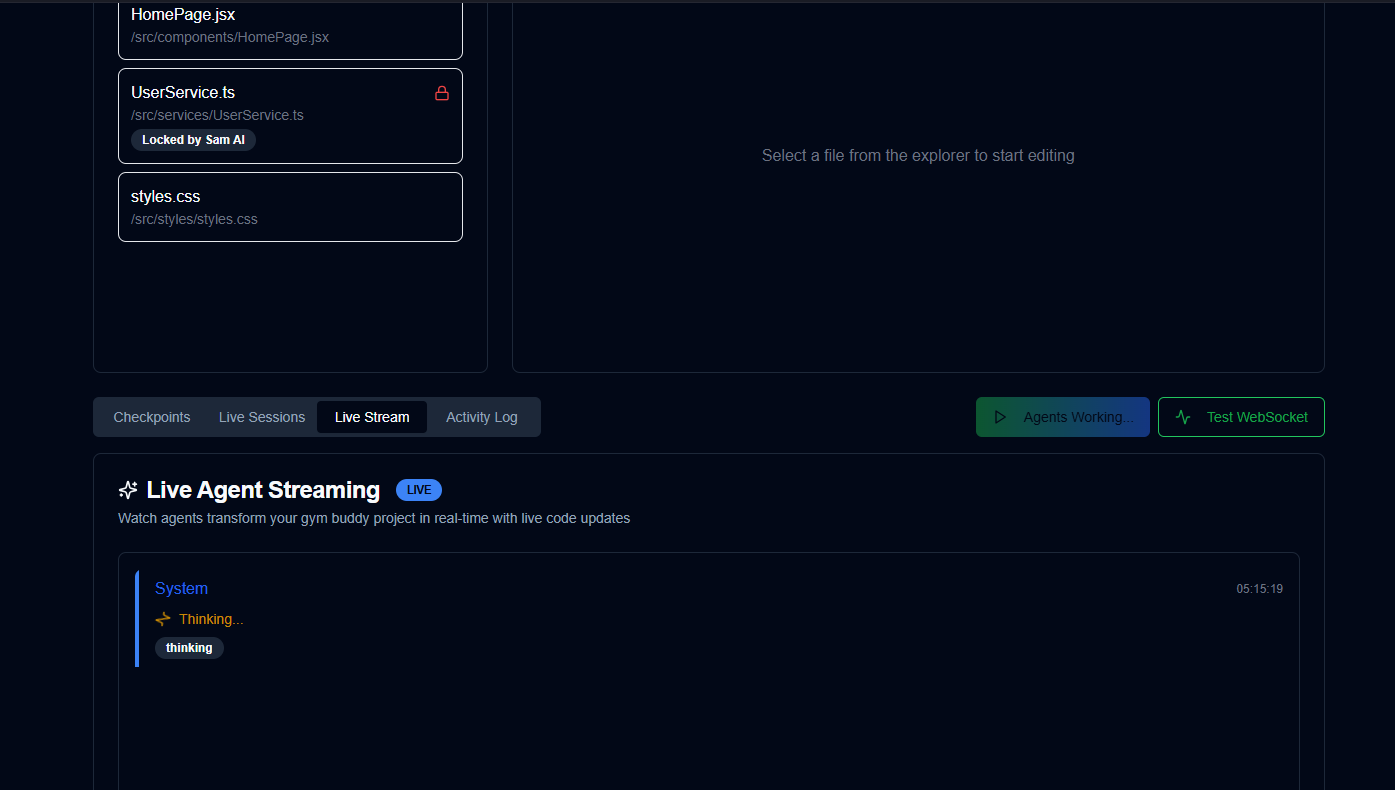 HomePage.jsx
/src/components/HomePage.jsx
UserService.ts
/src/services/UserService.ts
Locked by Sam AI
styles.css
/src/styles/styles.css
Select a file from the explorer to start editing
Checkpoints
Live Sessions
Live Stream
Activity Log
Agents Working...
Test WebSocket
Live Agent Streaming
LIVE
Watch agents transform your gym buddy project in real-time with live code updates
System
05:15:19
Thinking...
thinking